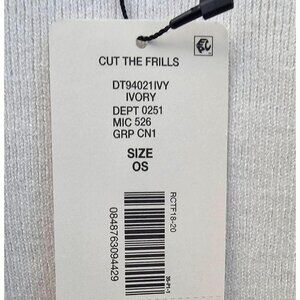 CUT THE FRILLS
DT94021IVY
IVORY
DEPT 0251
MIC 526
GRP CN1
SIZE
OS
RCTF18-20
0848763094429